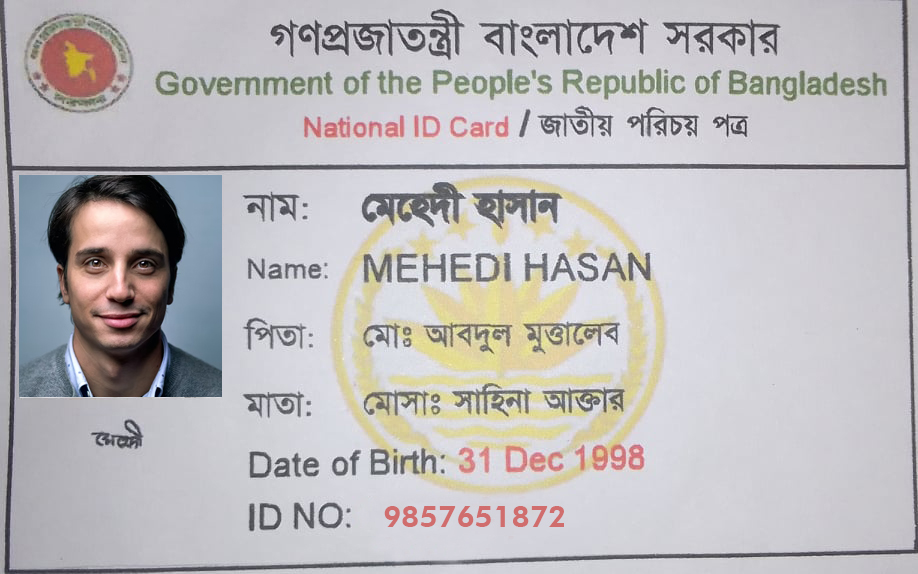 গণপ্রজাতন্ত্রী বাংলাদেশ সরকার
Government of the People's Republic of Bangladesh
National ID Card / জাতীয় পরিচয় পত্র
নাম: মেহেদী হাসান
Name: MEHEDI HASAN
পিতা: মোঃ আবদুল মুত্তালেব
মাতা: মোসাঃ সাহিনা আক্তার
মেহেদী
Date of Birth: 31 Dec 1998
ID NO: 9857651872